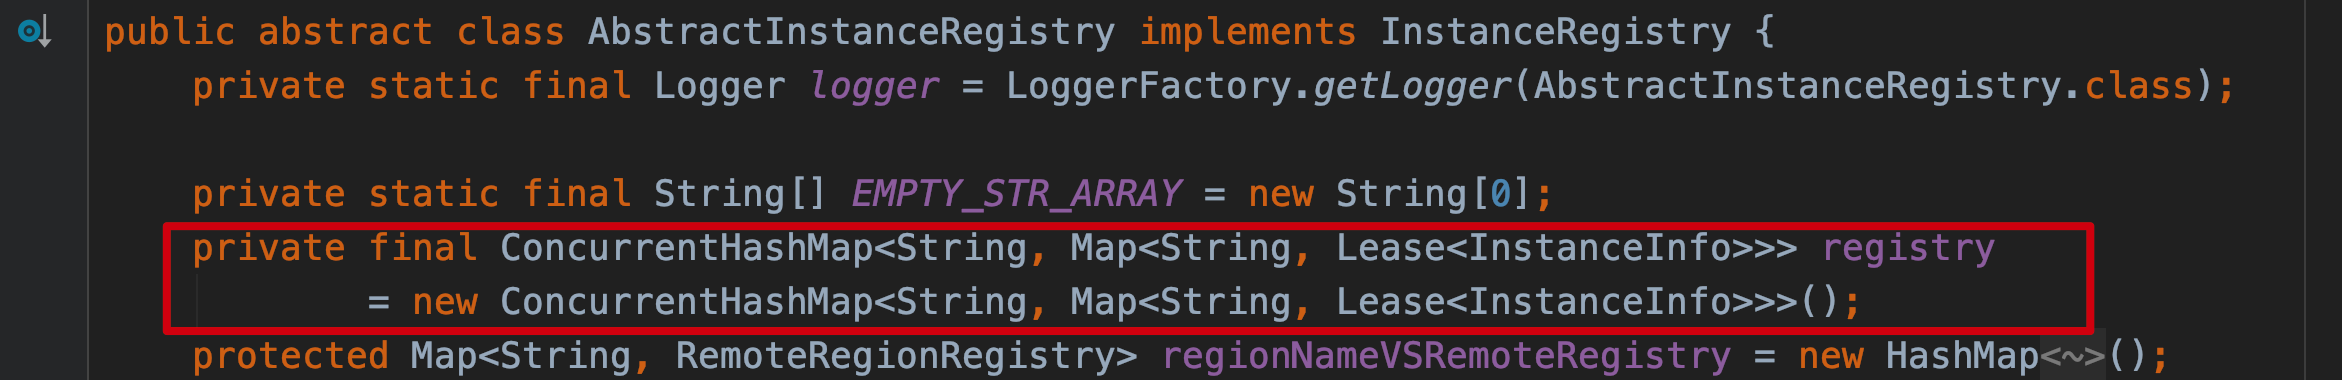 public abstract class AbstractInstanceRegistry implements InstanceRegistry {
private static final Logger logger = LoggerFactory.getLogger(AbstractInstanceRegistry.class);
private static final String[] EMPTY_STR_ARRAY = new String[0];
private final ConcurrentHashMap<String, Map<String, Lease<InstanceInfo>>> registry
= new ConcurrentHashMap<String, Map<String, Lease<InstanceInfo>>>();
protected Map<String, RemoteRegionRegistry> regionNameVSRemoteRegistry = new HashMap<~>();